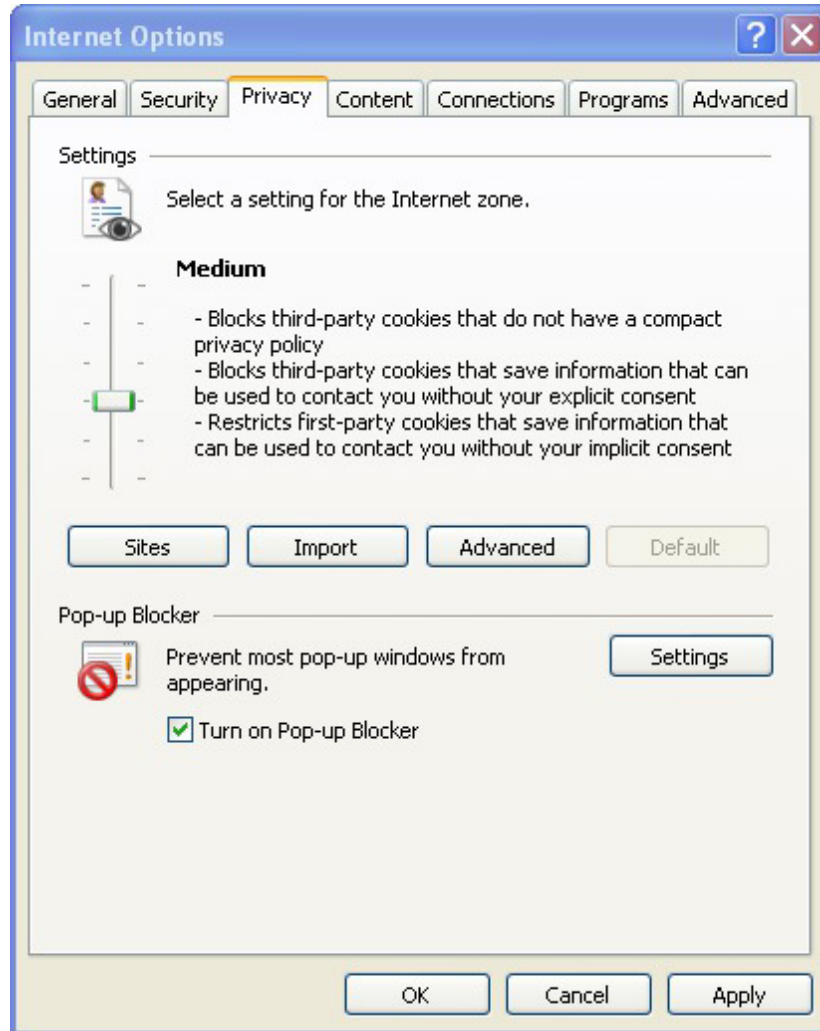 Internet Options
?
General Security Privacy Content Connections Programs Advanced
Settings
Select a setting for the Internet zone.
Medium
- Blocks third-party cookies that do not have a compact
privacy policy
- Blocks third-party cookies that save information that can
be used to contact you without your explicit consent
- Restricts first-party cookies that save information that
can be used to contact you without your implicit consent
Sites Import Advanced Default
Pop-up Blocker
Prevent most pop-up windows from
appearing.
Settings
Turn on Pop-up Blocker
OK Cancel Apply